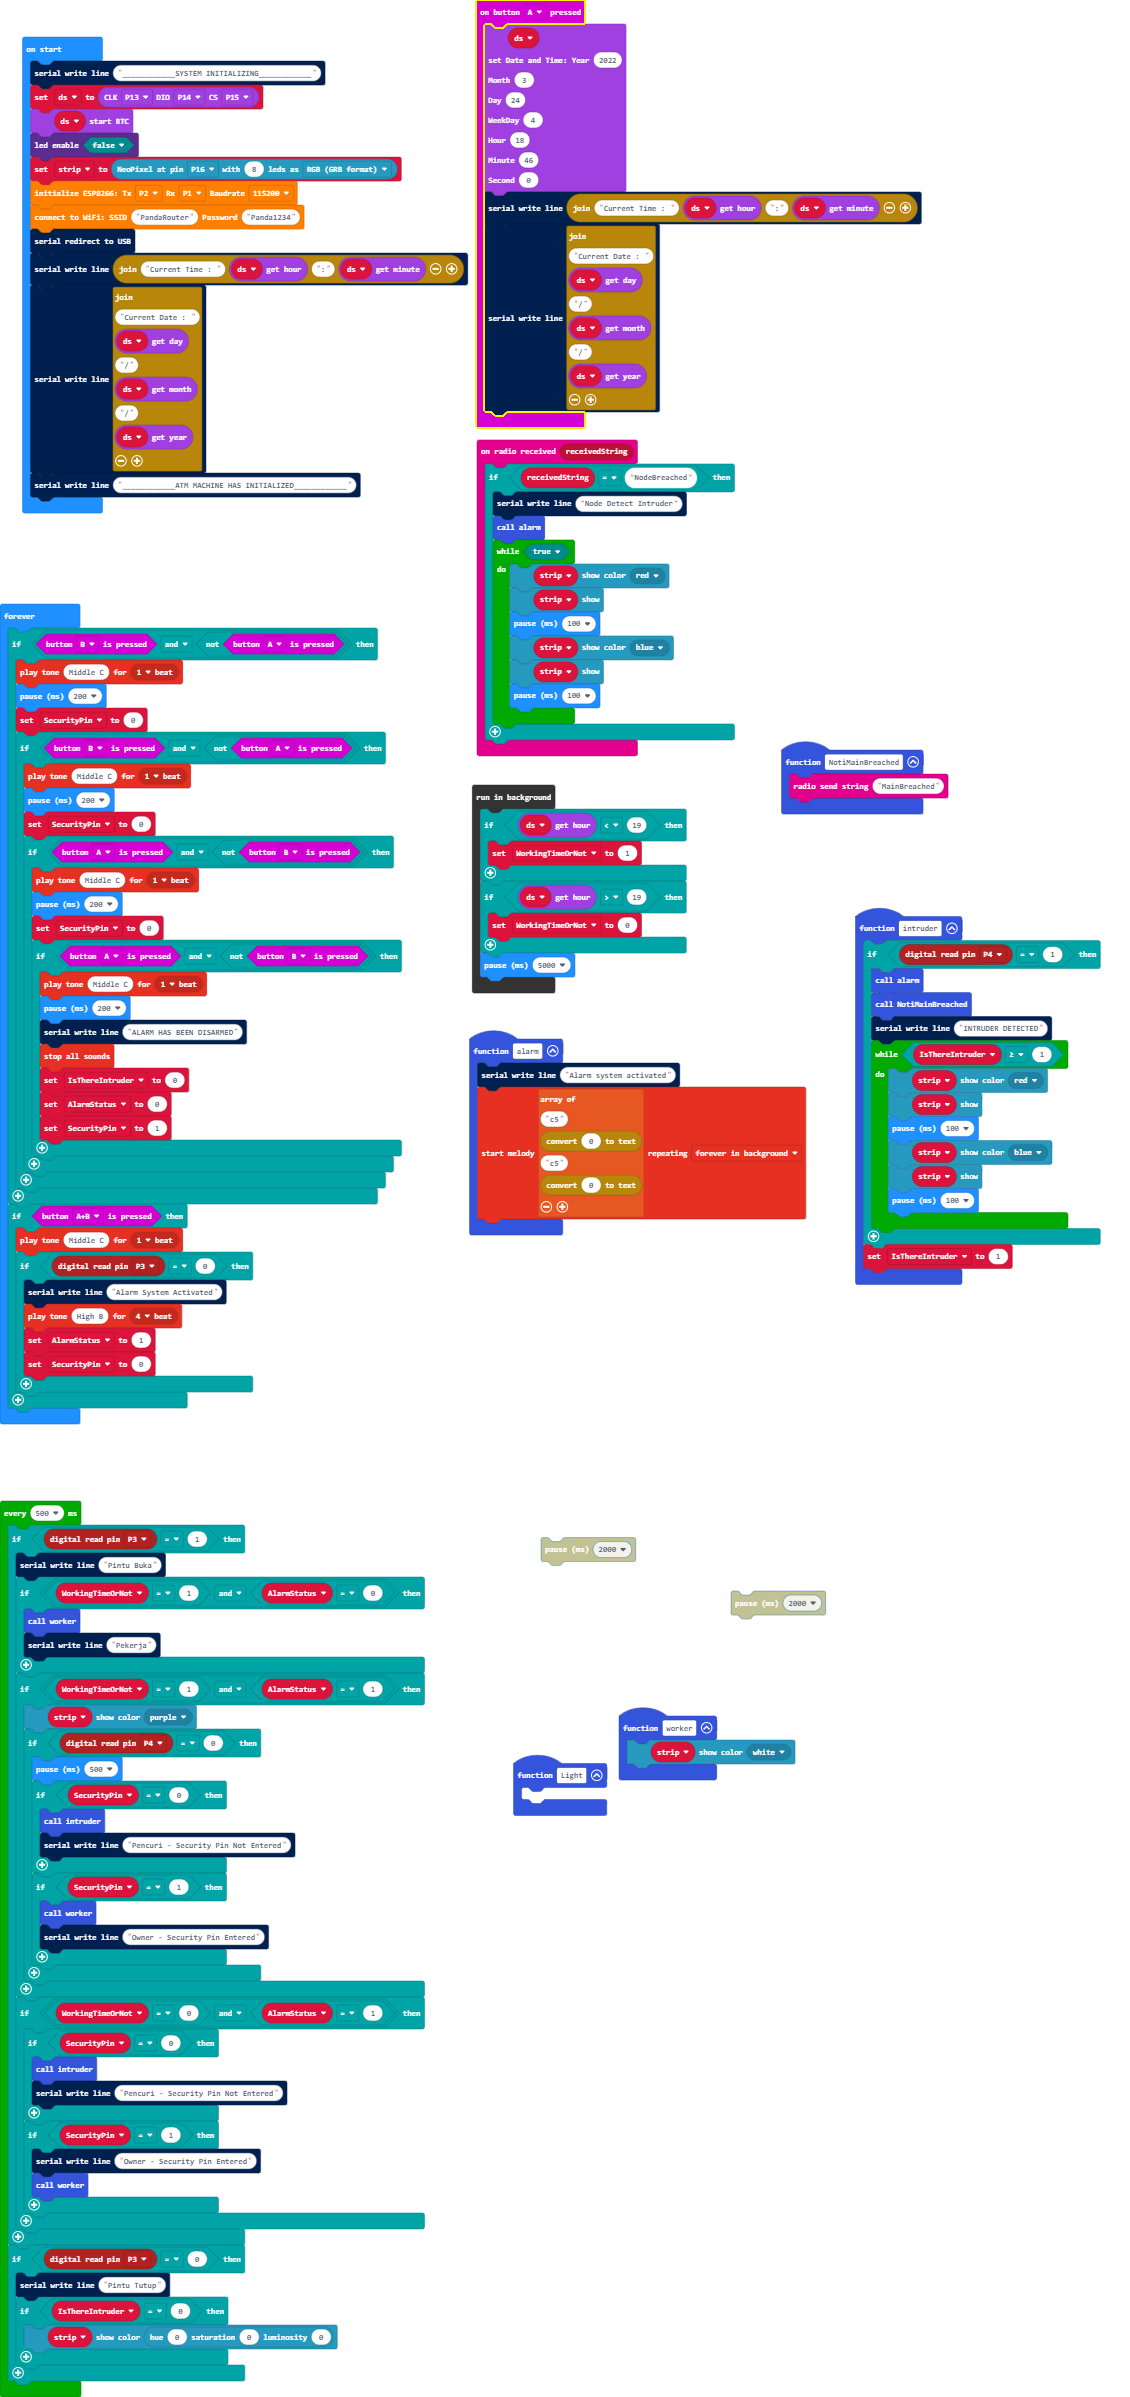 on start
serial write line "____________SYSTEM INITIALIZING____________"
set ds to CLK P13 DIO P14 CS P15
ds start RTC
led enable false
set strip to NeoPixel at pin P16 with 8 leds as RGB (GRB format)
initialize ESP8266: Tx P2 Rx P1 Baudrate 115200
connect to WiFi: SSID "PandaRouter" Password "Panda1234"
serial redirect to USB
serial write line join "Current Time : " ds get hour ":" ds get minute
join
"Current Date : "
ds get day
"/"
serial write line
ds get month
"/"
ds get year
serial write line "____________ATM MACHINE HAS INITIALIZED____________"
on button A pressed
ds
set Date and Time: Year 2022
Month 3
Day 24
WeekDay 4
Hour 18
Minute 46
Second 0
serial write line join "Current Time : " ds get hour ":" ds get minute
join
"Current Date : "
ds get day
"/"
serial write line
ds get month
"/"
ds get year
on radio received receivedString
if receivedString = "NodeBreached" then
serial write line "Node Detect Intruder"
call alarm
while true
do
strip show color red
strip show
pause (ms) 100
strip show color blue
strip show
pause (ms) 100
forever
if button B is pressed and not button A is pressed then
play tone Middle C for 1 beat
pause (ms) 200
set SecurityPin to 0
if button B is pressed and not button A is pressed then
play tone Middle C for 1 beat
pause (ms) 200
set SecurityPin to 0
if button A is pressed and not button B is pressed then
play tone Middle C for 1 beat
pause (ms) 200
set SecurityPin to 0
if button A is pressed and not button B is pressed then
play tone Middle C for 1 beat
pause (ms) 200
serial write line "ALARM HAS BEEN DISARMED"
stop all sounds
set IsThereIntruder to 0
set AlarmStatus to 0
set SecurityPin to 1
if button A+B is pressed then
play tone Middle C for 1 beat
if digital read pin P3 = 0 then
serial write line "Alarm System Activated"
play tone High B for 4 beat
set AlarmStatus to 1
set SecurityPin to 0
function NotiMainBreached
radio send string "MainBreached"
run in background
if ds get hour < 19 then
set WorkingTimeOrNot to 1
if ds get hour > 19 then
set WorkingTimeOrNot to 0
pause (ms) 5000
function intruder
if digital read pin P4 = 1 then
call alarm
call NotiMainBreached
serial write line "INTRUDER DETECTED"
while IsThereIntruder ≥ 1
do
strip show color red
strip show
pause (ms) 100
strip show color blue
strip show
pause (ms) 100
set IsThereIntruder to 1
function alarm
serial write line "Alarm system activated"
array of
"c5"
convert 0 to text
start melody "c5" repeating forever in background
convert 0 to text
every 500 ms
if digital read pin P3 = 1 then
serial write line "Pintu Buka"
if WorkingTimeOrNot = 1 and AlarmStatus = 0 then
call worker
serial write line "Pekerja"
if WorkingTimeOrNot = 1 and AlarmStatus = 1 then
strip show color purple
if digital read pin P4 = 0 then
pause (ms) 500
if SecurityPin = 0 then
call intruder
serial write line "Pencuri - Security Pin Not Entered"
if SecurityPin = 1 then
call worker
serial write line "Owner - Security Pin Entered"
if WorkingTimeOrNot = 0 and AlarmStatus = 1 then
if SecurityPin = 0 then
call intruder
serial write line "Pencuri - Security Pin Not Entered"
if SecurityPin = 1 then
serial write line "Owner - Security Pin Entered"
call worker
if digital read pin P3 = 0 then
serial write line "Pintu Tutup"
if IsThereIntruder = 0 then
strip show color hue 0 saturation 0 luminosity 0
pause (ms) 2000
pause (ms) 2000
function worker
strip show color white
function Light